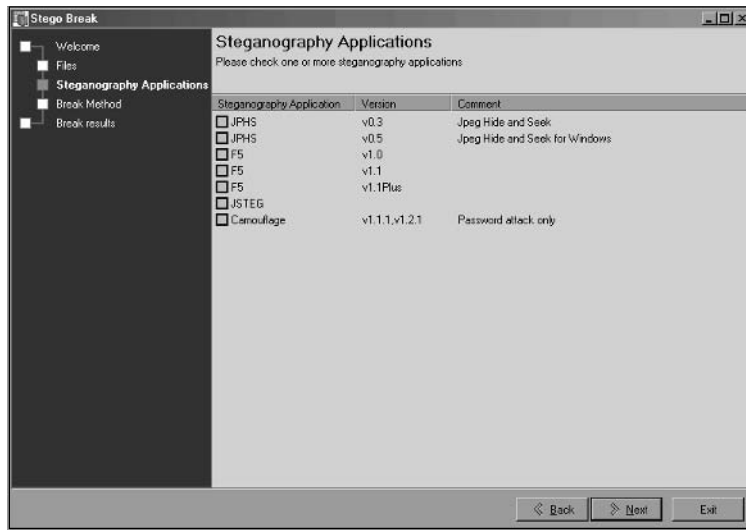 Stego Break
Welcome
Files
Steganography Applications
Break Method
Break results
Steganography Applications
Please check one or more steganography applications
Steganography Application Version Comment
JPHS v0.3 Jpeg Hide and Seek
JPHS v0.5 Jpeg Hide and Seek for Windows
F5 v1.0
F5 v1.1
F5 v1.1Plus
JSTEG
Camouflage v1.1.1,v1.2.1 Password attack only
Back Next Exit